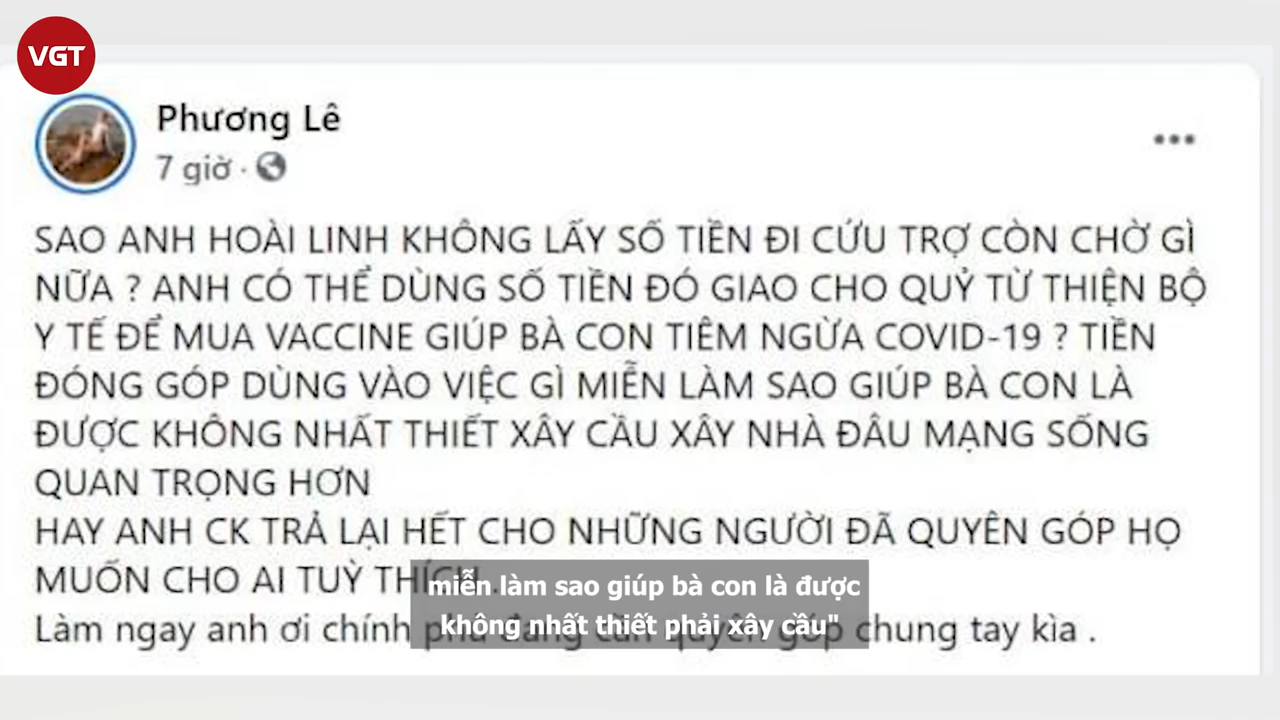 VGT
Phương Lê
7 giờ ·
SAO ANH HOÀI LINH KHÔNG LẤY SỐ TIỀN ĐI CỨU TRỢ CÒN CHỜ GÌ
NỮA ? ANH CÓ THỂ DÙNG SỐ TIỀN ĐÓ GIAO CHO QUỶ TỪ THIỆN BỘ
Y TẾ ĐỂ MUA VACCINE GIÚP BÀ CON TIÊM NGỪA COVID-19 ? TIỀN
ĐÓNG GÓP DÙNG VÀO VIỆC GÌ MIỄN LÀM SAO GIÚP BÀ CON LÀ
ĐƯỢC KHÔNG NHẤT THIẾT XÂY CẦU XÂY NHÀ ĐÂU MẠNG SỐNG
QUAN TRỌNG HƠN
HAY ANH CK TRẢ LẠI HẾT CHO NHỮNG NGƯỜI ĐÃ QUYÊN GÓP HỌ
MUỐN CHO AI TUỲ
Làm ngay anh ơi chính chung tay kìa .
miễn làm sao giúp bà con là được
không nhất thiết phải xây cầu"